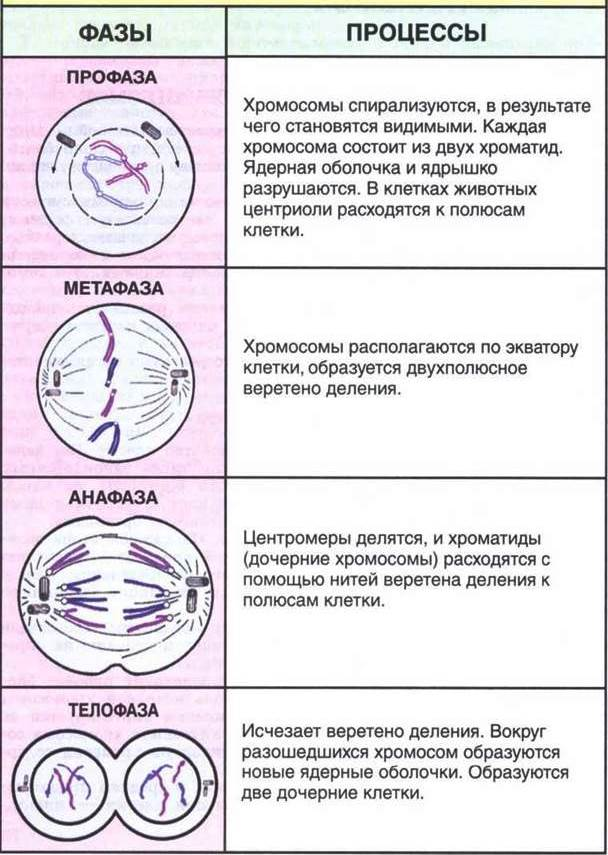 ФАЗЫ
ПРОЦЕССЫ
ПРОФАЗА
Хромосомы спирализуются, в результате
чего становятся видимыми. Каждая
хромосома состоит из двух хроматид.
Ядерная оболочка и ядрышко
разрушаются. В клетках животных
центриоли расходятся к полюсам
клетки.
МЕТАФАЗА
Хромосомы располагаются по экватору
клетки, образуется двухполюсное
веретено деления.
АНАФАЗА
Центромеры делятся, и хроматиды
(дочерние хромосомы) расходятся с
помощью нитей веретена деления к
полюсам клетки.
ТЕЛОФАЗА
Исчезает веретено деления. Вокруг
разошедшихся хромосом образуются
новые ядерные оболочки. Образуются
две дочерние клетки.